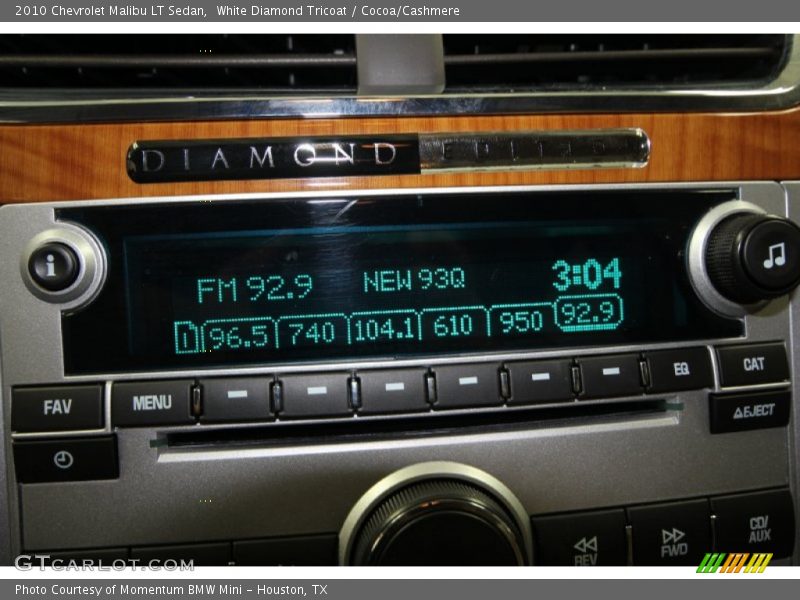 2010 Chevrolet Malibu LT Sedan,  White Diamond Tricoat / Cocoa/Cashmere
DIAMOND EDITION
i
FM 92.9 NEW 93Q 3:04
D 96.5 740 104.1 610 950 92.9
FAV MENU EQ CAT
EJECT
REV FWD CD/AUX
GTCARLOT.COM
Photo Courtesy of Momentum BMW Mini - Houston, TX